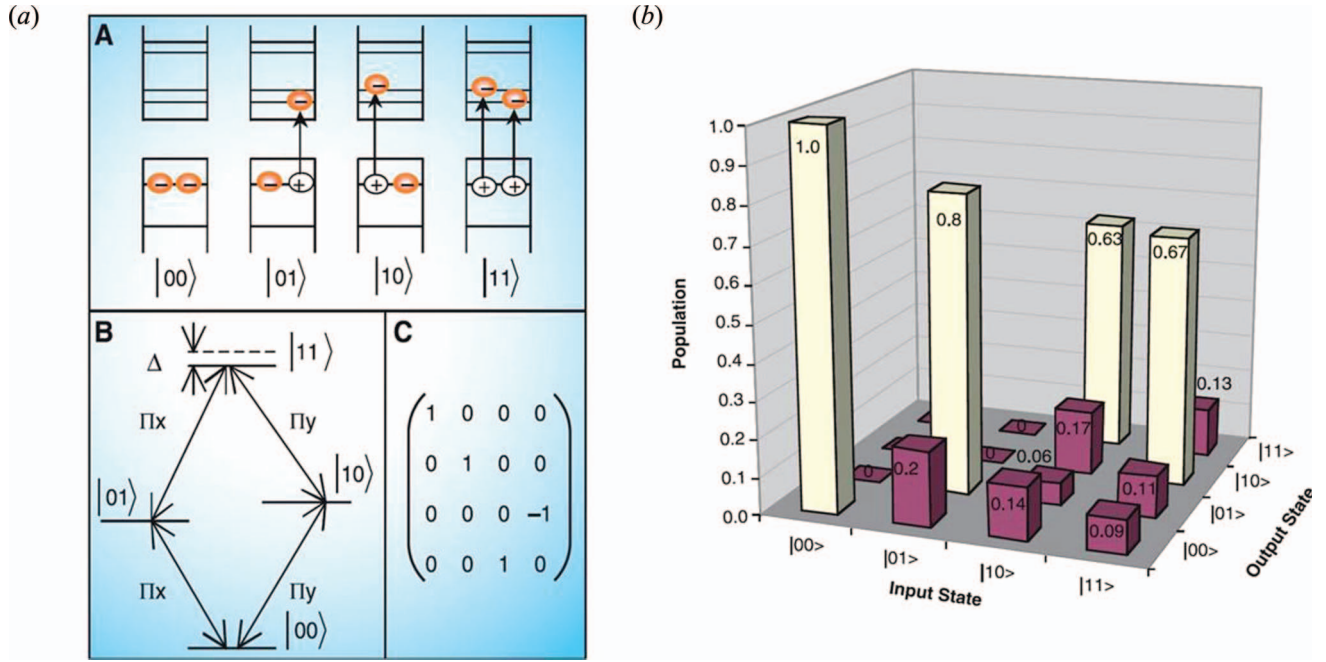 (a)
A
|00⟩ |01⟩ |10⟩ |11⟩
B
|11⟩
Δ
Πx Πy
|01⟩ |10⟩
Πx Πy
|00⟩
C
1 0 0 0
0 1 0 0
0 0 0 −1
0 0 1 0
(b)
Population
1.0
0.9
0.8
0.7
0.6
0.5
0.4
0.3
0.2
0.1
0.0
1.0
0.8
0.63
0.67
0.13
0
0.17
0
0.06
0
0.2
0.14
0.11
0.09
|00>
|01>
|10>
|11>
Input State
|00>
|01>
|10>
|11>
Output State